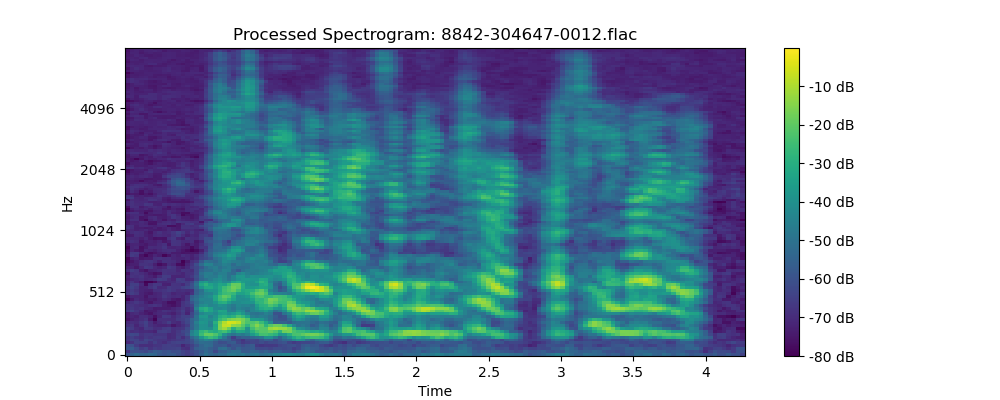 Processed Spectrogram: 8842-304647-0012.flac
Hz
4096
2048
1024
512
0
0
0.5
1
1.5
2
2.5
3
3.5
4
Time
-10 dB
-20 dB
-30 dB
-40 dB
-50 dB
-60 dB
-70 dB
-80 dB